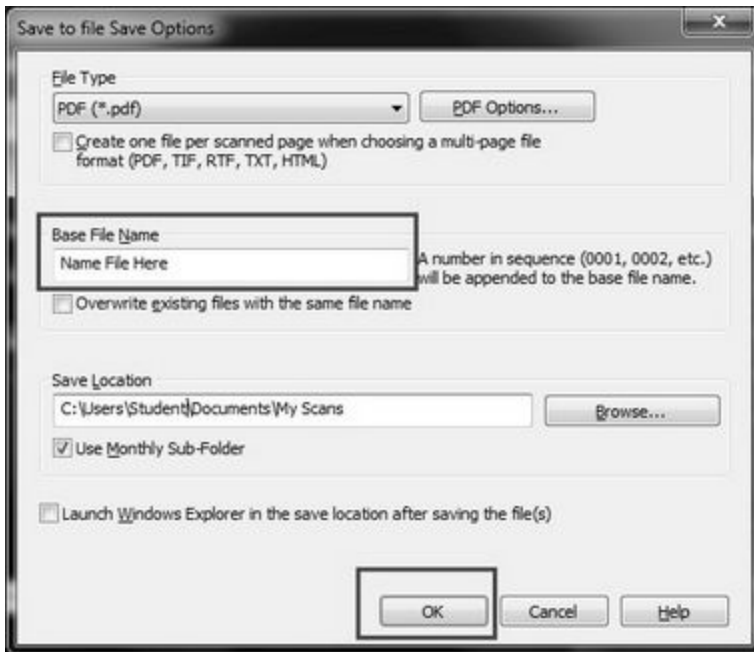 Save to file Save Options
File Type
PDF (*.pdf)
PDF Options...
Create one file per scanned page when choosing a multi-page file
format (PDF, TIF, RTF, TXT, HTML)
Base File Name
Name File Here
A number in sequence (0001, 0002, etc.)
will be appended to the base file name.
Overwrite existing files with the same file name
Save Location
C:\Users\Student\Documents\My Scans
Browse...
Use Monthly Sub-Folder
Launch Windows Explorer in the save location after saving the file(s)
OK
Cancel
Help